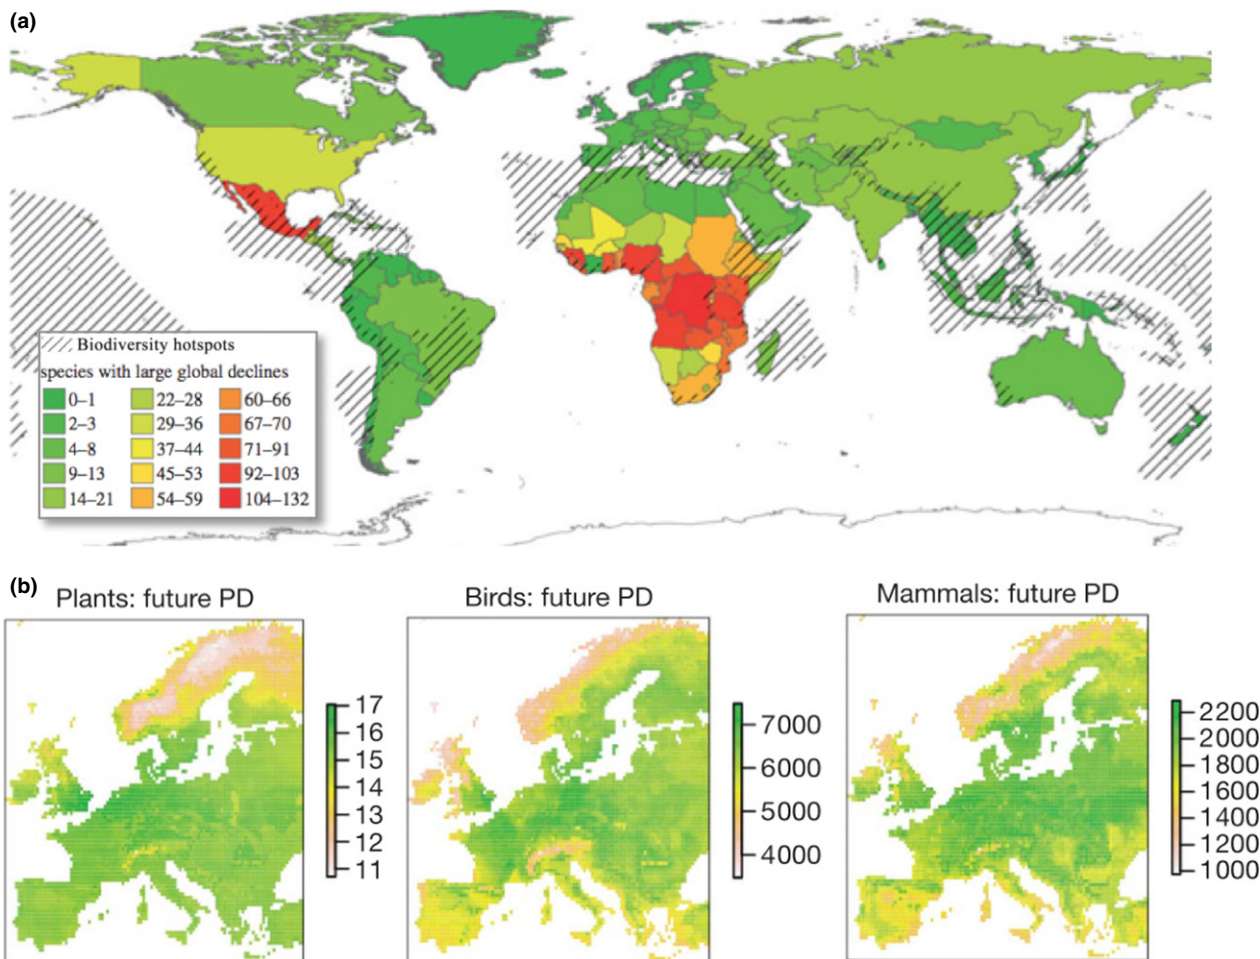 (a)
Biodiversity hotspots
species with large global declines
0–1 22–28 60–66
2–3 29–36 67–70
4–8 37–44 71–91
9–13 45–53 92–103
14–21 54–59 104–132
(b)
Plants: future PD
Birds: future PD
Mammals: future PD
17
16
15
14
13
12
11
7000
6000
5000
4000
2200
2000
1800
1600
1400
1200
1000